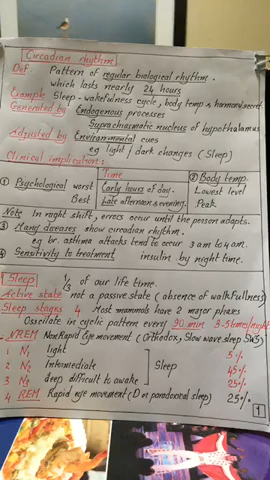 Circadian rhythm
Def. Pattern of regular biological rhythm.
which lasts nearly 24 hours
Example Sleep-wakefulness cycle, body temp & hormonal secret.
Generated by Endogenous processes
Suprachiasmatic nucleus of hypothalamus
Adjusted by Environmental cues
eg light/dark changes (Sleep)
Clinical implication:
Time
① Psychological worst Early hours of day. ② Body temp.
Lowest level
Best Late afternoon & evening. Peak.
Note In night shift, errors occur until the person adapts.
③ Many diseases show circadian rhythm.
eg br. asthma attacks tend to occur 3 am to 4 am.
④ Sensitivity to treatment insulin by night time.
Sleep 1/3 of our life time.
Active state not a passive state (absence of wakfullness)
Sleep stages 4 Most mammals have 2 major phases
Osscilate in cyclic pattern every 90 min
NREM Non Rapid Eye movement (Orthodox, Slow wave sleep SWS)
1 N1 light 5%
2 N2 Intermediate Sleep 45%
3 N3 deep difficult to awake 25%
4 REM Rapid eye movement (D or paradoxical sleep) 25%
1